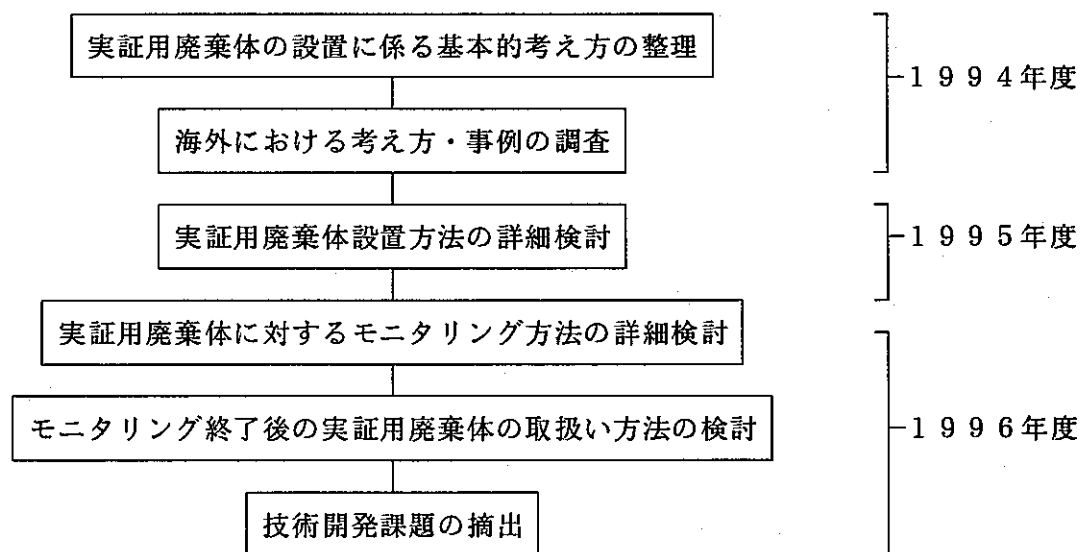 実証用廃棄体の設置に係る基本的考え方の整理
１９９４年度
海外における考え方・事例の調査
実証用廃棄体設置方法の詳細検討
１９９５年度
実証用廃棄体に対するモニタリング方法の詳細検討
モニタリング終了後の実証用廃棄体の取扱い方法の検討
１９９６年度
技術開発課題の摘出